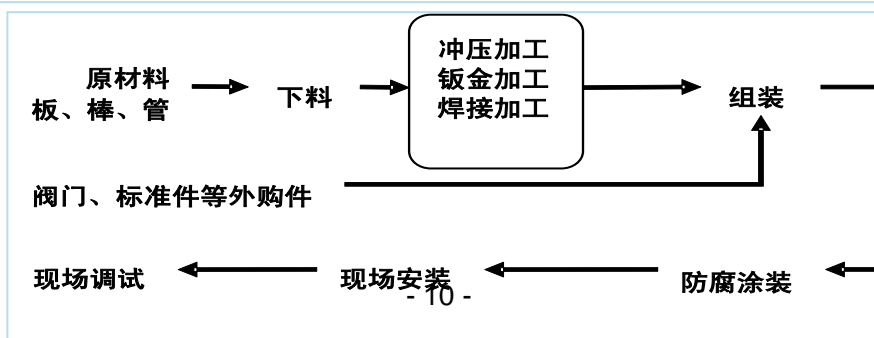 原材料
板、棒、管
下料
冲压加工
钣金加工
焊接加工
组装
阀门、标准件等外购件
现场调试
现场安装
防腐涂装
- 10 -